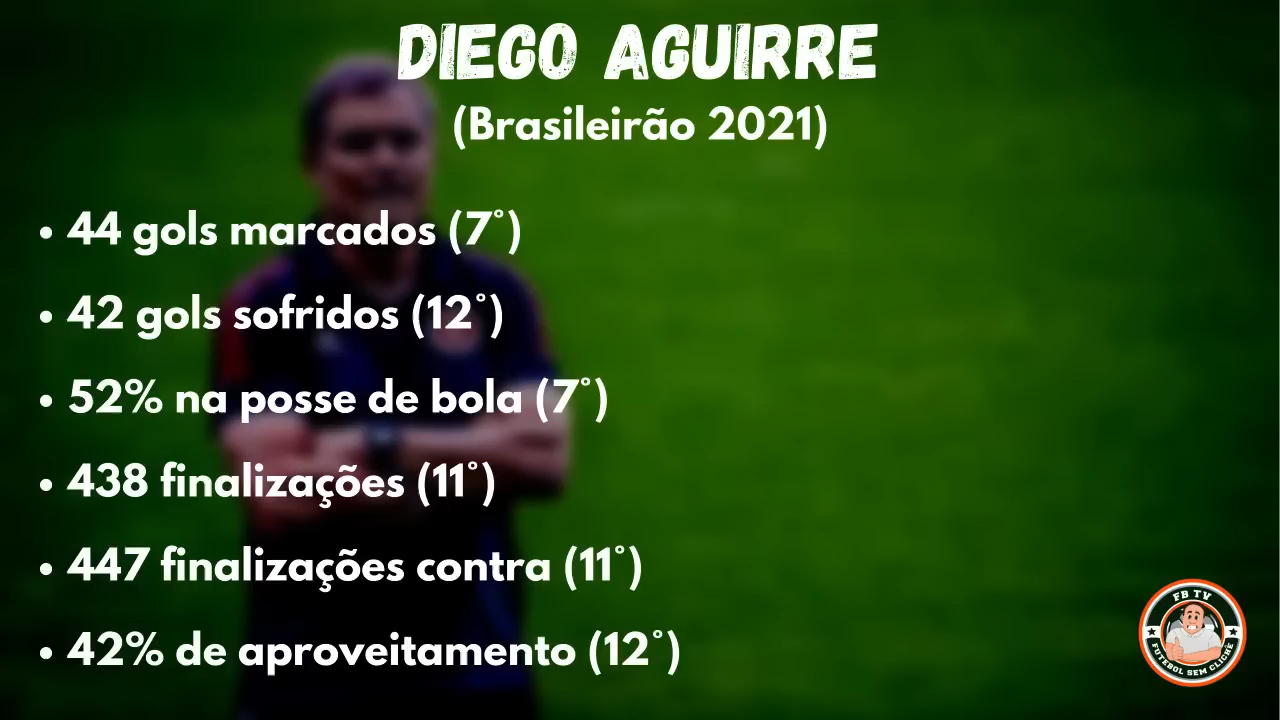 DIEGO AGUIRRE
(Brasileirão 2021)
• 44 gols marcados (7°)
• 42 gols sofridos (12°)
• 52% na posse de bola (7°)
• 438 finalizações (11°)
• 447 finalizações contra (11°)
• 42% de aproveitamento (12°)
FB TV
FUTEBOL SEM CLICHÊ